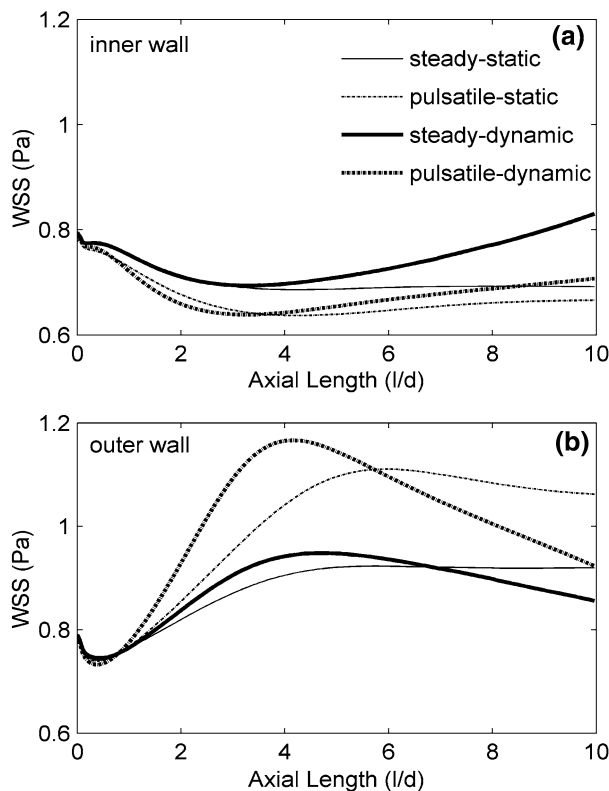 1.2
inner wall
(a)
steady-static
pulsatile-static
steady-dynamic
pulsatile-dynamic
1
0.8
0.6
WSS (Pa)
0 2 4 6 8 10
Axial Length (l/d)
1.2
outer wall
(b)
1
0.8
0.6
WSS (Pa)
0 2 4 6 8 10
Axial Length (l/d)